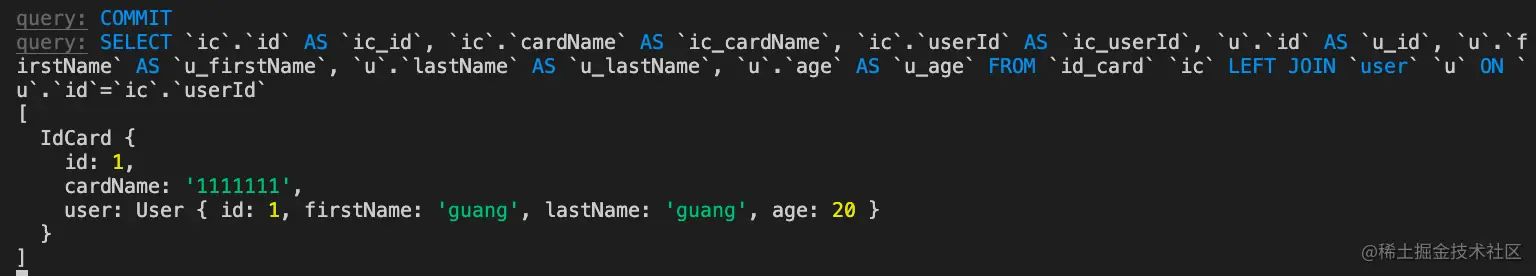 query: COMMIT
query: SELECT `ic`.`id` AS `ic_id`, `ic`.`cardName` AS `ic_cardName`, `ic`.`userId` AS `ic_userId`, `u`.`id` AS `u_id`, `u`.`f
irstName` AS `u_firstName`, `u`.`lastName` AS `u_lastName`, `u`.`age` AS `u_age` FROM `id_card` `ic` LEFT JOIN `user` `u` ON `
u`.`id`=`ic`.`userId`
[
  IdCard {
    id: 1,
    cardName: '1111111',
    user: User { id: 1, firstName: 'guang', lastName: 'guang', age: 20 }
  }
]
@稀土掘金技术社区